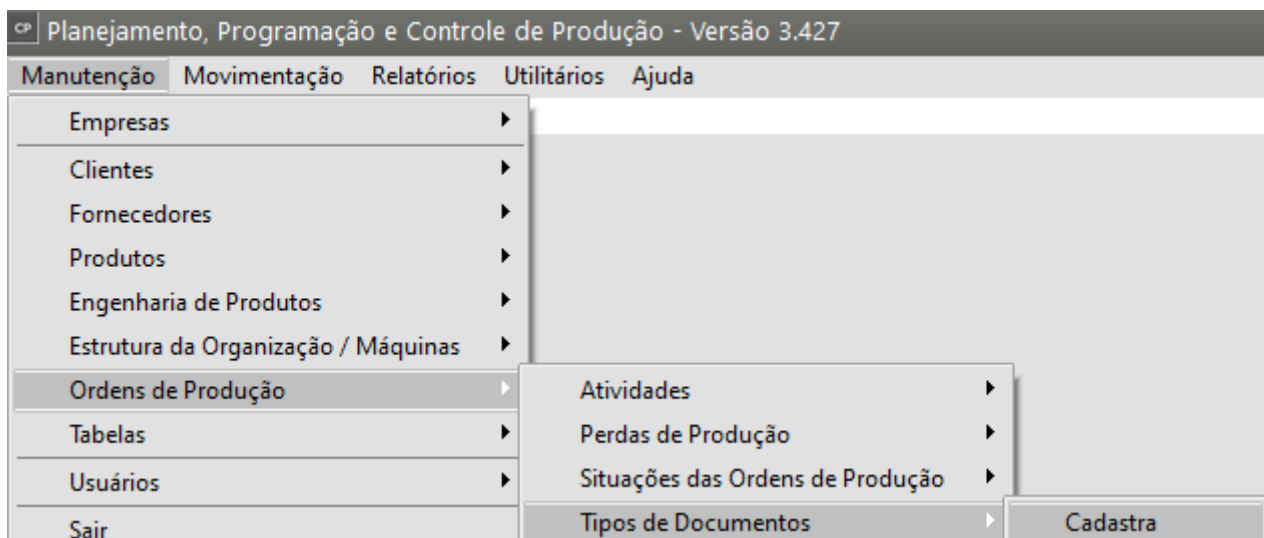 CP Planejamento, Programação e Controle de Produção - Versão 3.427
Manutenção Movimentação Relatórios Utilitários Ajuda
Empresas
Clientes
Fornecedores
Produtos
Engenharia de Produtos
Estrutura da Organização / Máquinas
Ordens de Produção
Tabelas
Usuários
Sair
Atividades
Perdas de Produção
Situações das Ordens de Produção
Tipos de Documentos
Cadastra